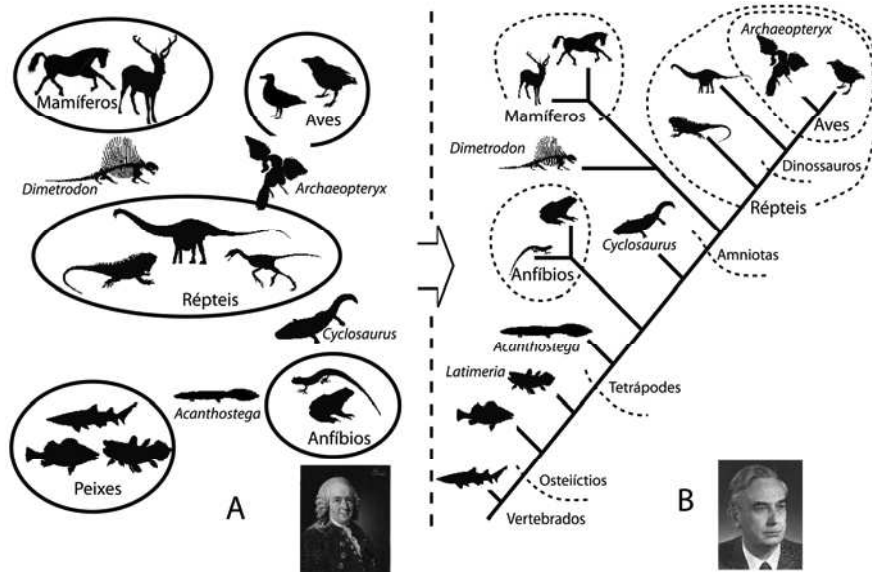 Mamíferos
Aves
Dimetrodon
Archaeopteryx
Répteis
Cyclosaurus
Acanthostega
Anfíbios
Peixes
A
Archaeopteryx
Mamíferos
Aves
Dimetrodon
Dinossauros
Répteis
Cyclosaurus
Amniotas
Anfíbios
Acanthostega
Latimeria
Tetrápodes
Osteiíctios
Vertebrados
B